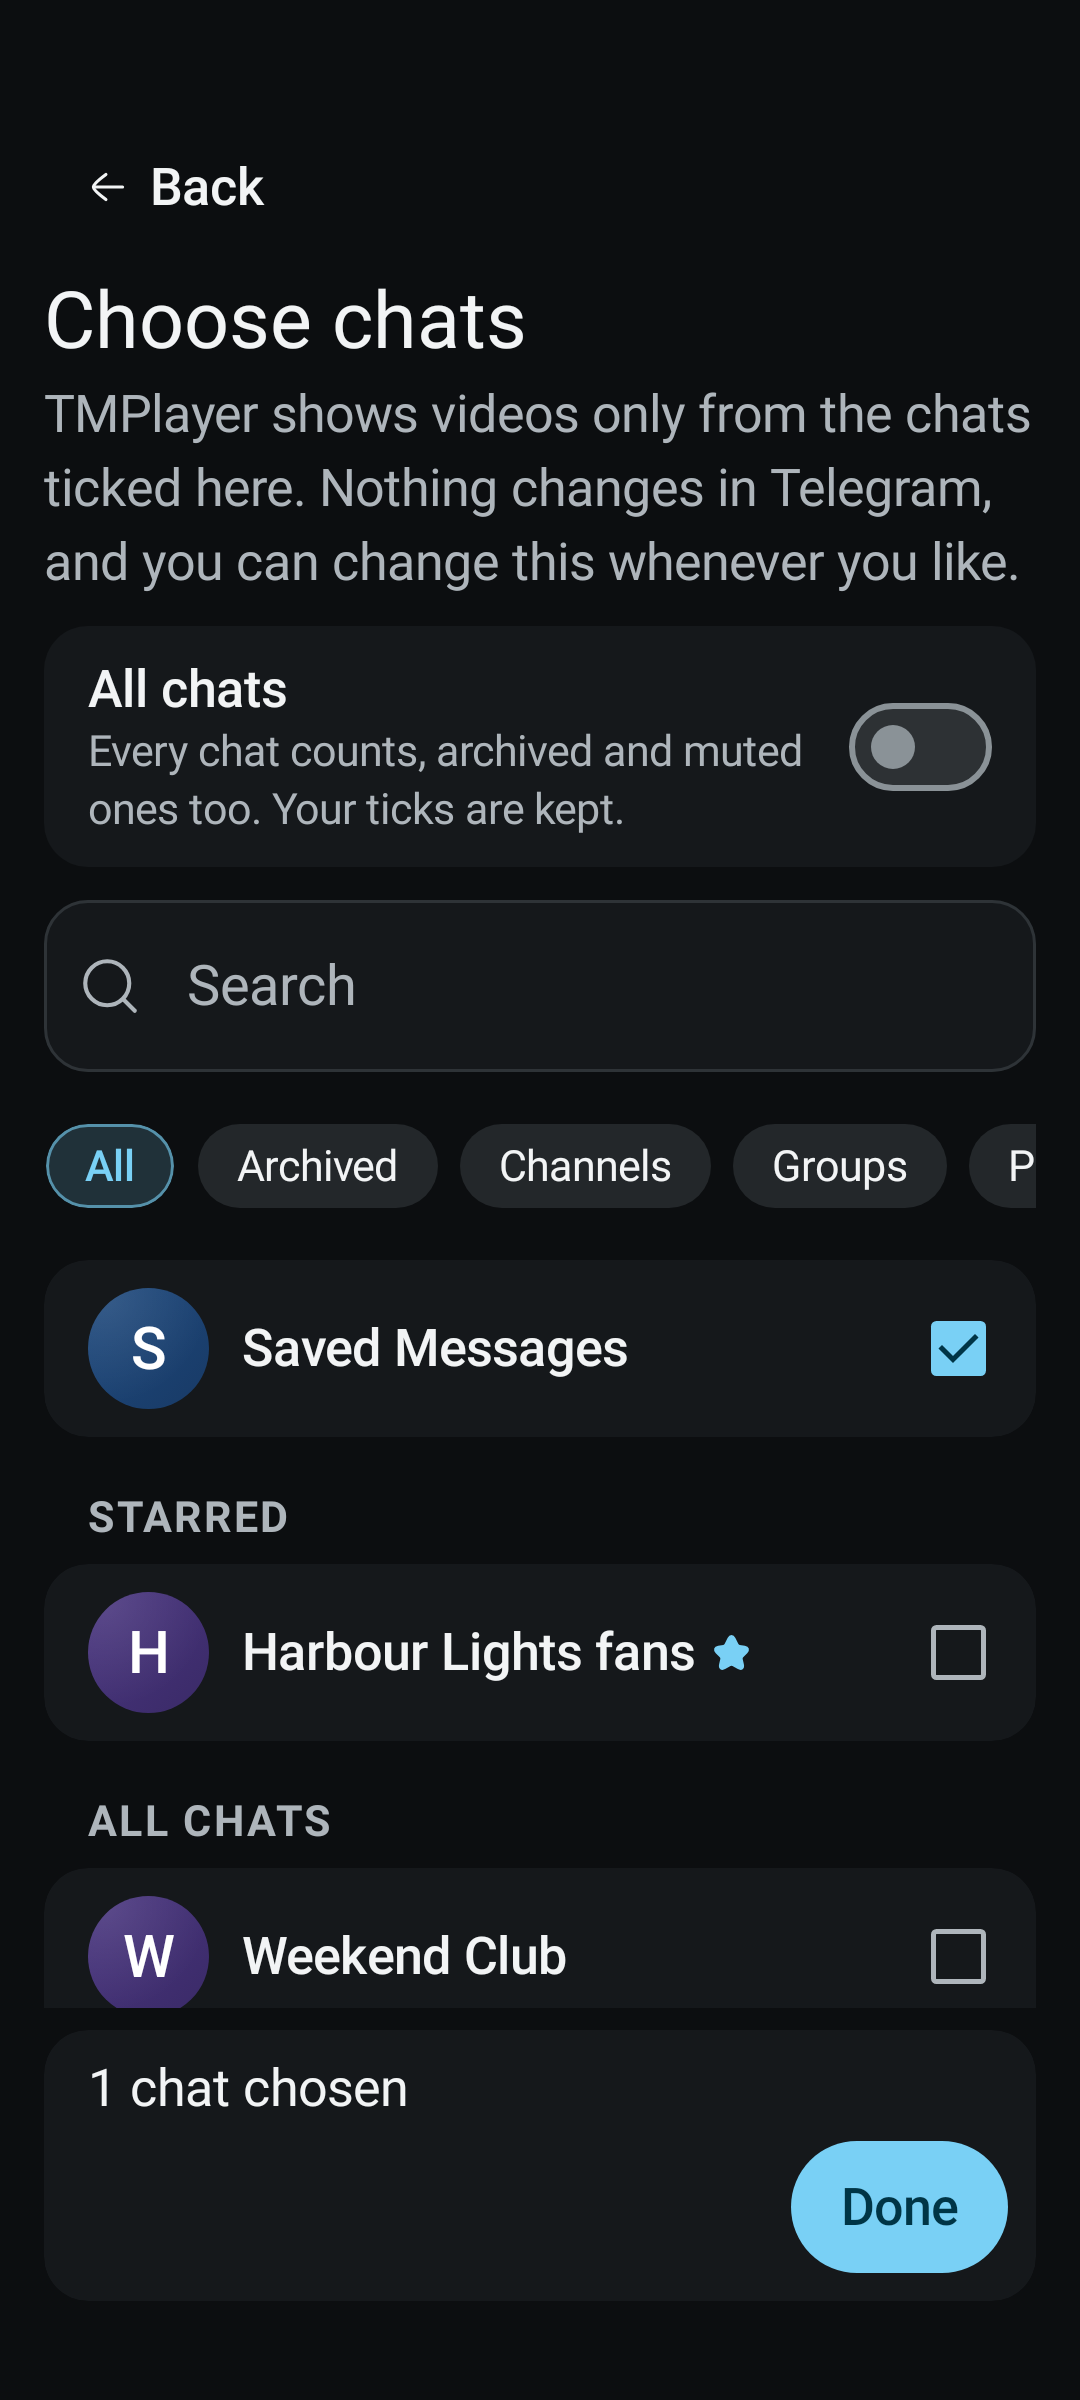 Back
Choose chats
TMPlayer shows videos only from the chats
ticked here. Nothing changes in Telegram,
and you can change this whenever you like.
All chats
Every chat counts, archived and muted
ones too. Your ticks are kept.
Search
All Archived Channels Groups P
S Saved Messages
STARRED
H Harbour Lights fans
ALL CHATS
W Weekend Club
1 chat chosen
Done